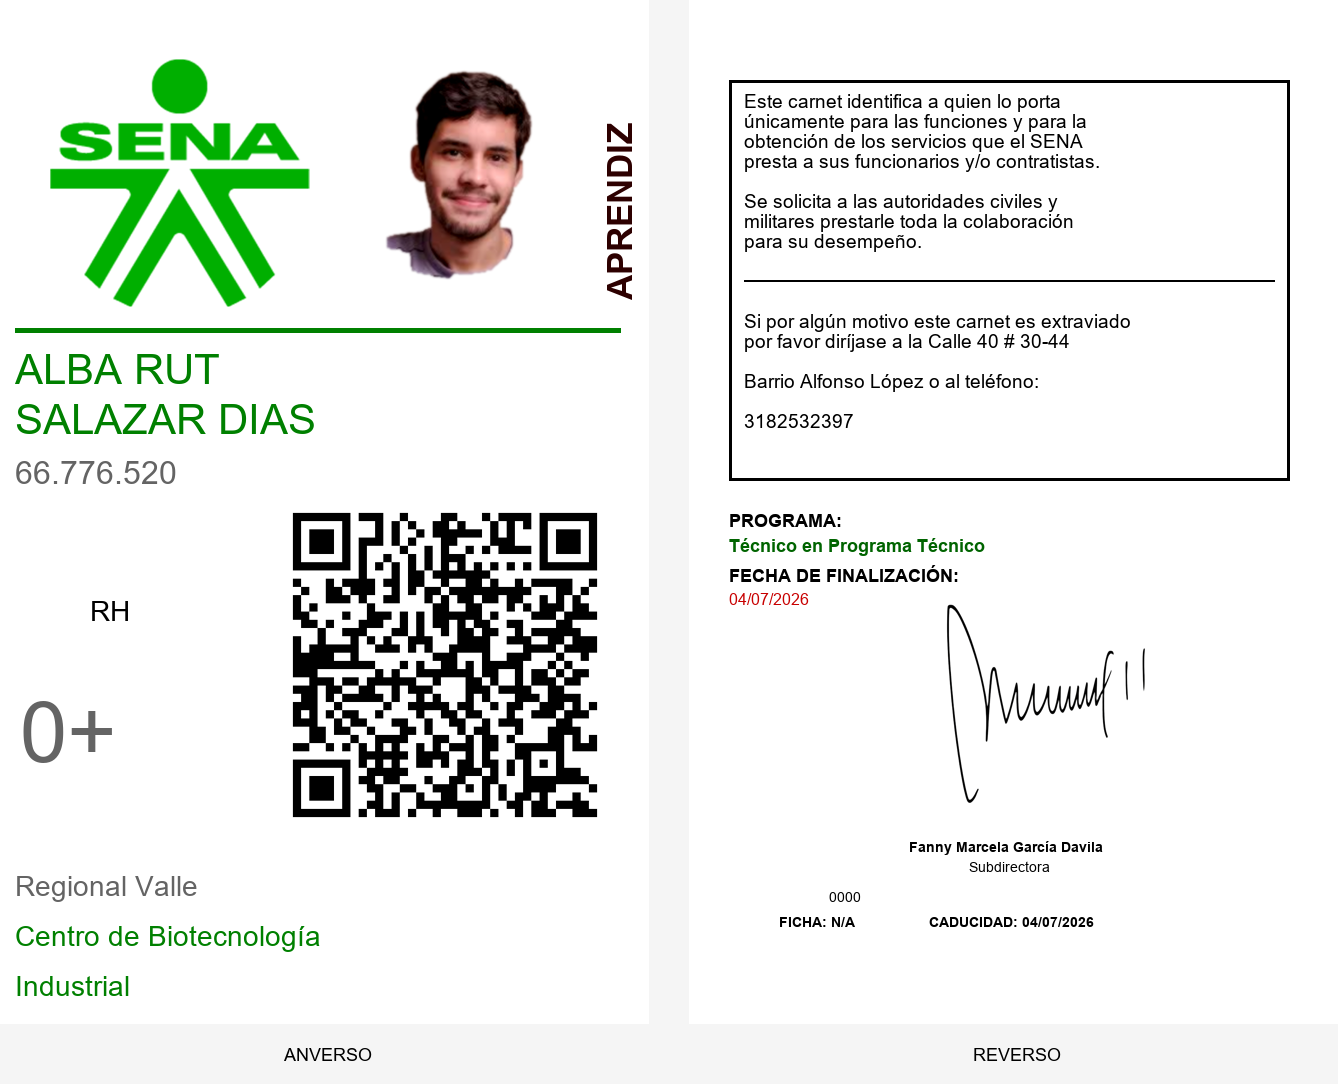 SENA
APRENDIZ
ALBA RUT
SALAZAR DIAS
66.776.520
RH
0+
Regional Valle
Centro de Biotecnología
Industrial
ANVERSO
Este carnet identifica a quien lo porta
únicamente para las funciones y para la
obtención de los servicios que el SENA
presta a sus funcionarios y/o contratistas.
Se solicita a las autoridades civiles y
militares prestarle toda la colaboración
para su desempeño.
Si por algún motivo este carnet es extraviado
por favor diríjase a la Calle 40 # 30-44
Barrio Alfonso López o al teléfono:
3182532397
PROGRAMA:
Técnico en Programa Técnico
FECHA DE FINALIZACIÓN:
04/07/2026
Fanny Marcela García Davila
Subdirectora
0000
FICHA: N/A CADUCIDAD: 04/07/2026
REVERSO